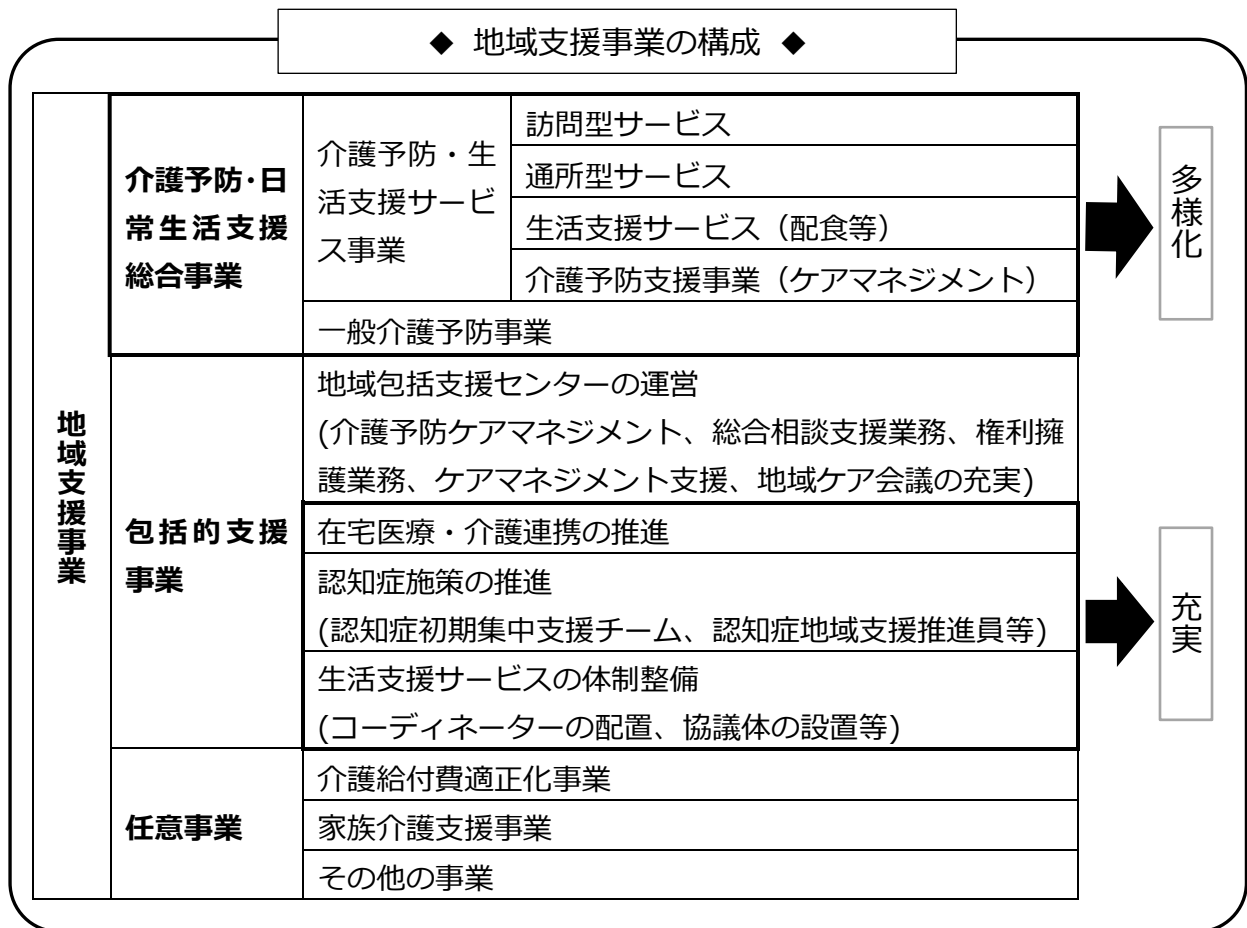 ◆ 地域支援事業の構成 ◆
地域支援事業
介護予防・日
常生活支援
総合事業
介護予防・生
活支援サービ
ス事業
訪問型サービス
通所型サービス
生活支援サービス（配食等）
介護予防支援事業（ケアマネジメント）
一般介護予防事業
多様化
包括的支援
事業
地域包括支援センターの運営
(介護予防ケアマネジメント、総合相談支援業務、権利擁
護業務、ケアマネジメント支援、地域ケア会議の充実)
在宅医療・介護連携の推進
認知症施策の推進
(認知症初期集中支援チーム、認知症地域支援推進員等)
生活支援サービスの体制整備
(コーディネーターの配置、協議体の設置等)
充実
任意事業
介護給付費適正化事業
家族介護支援事業
その他の事業